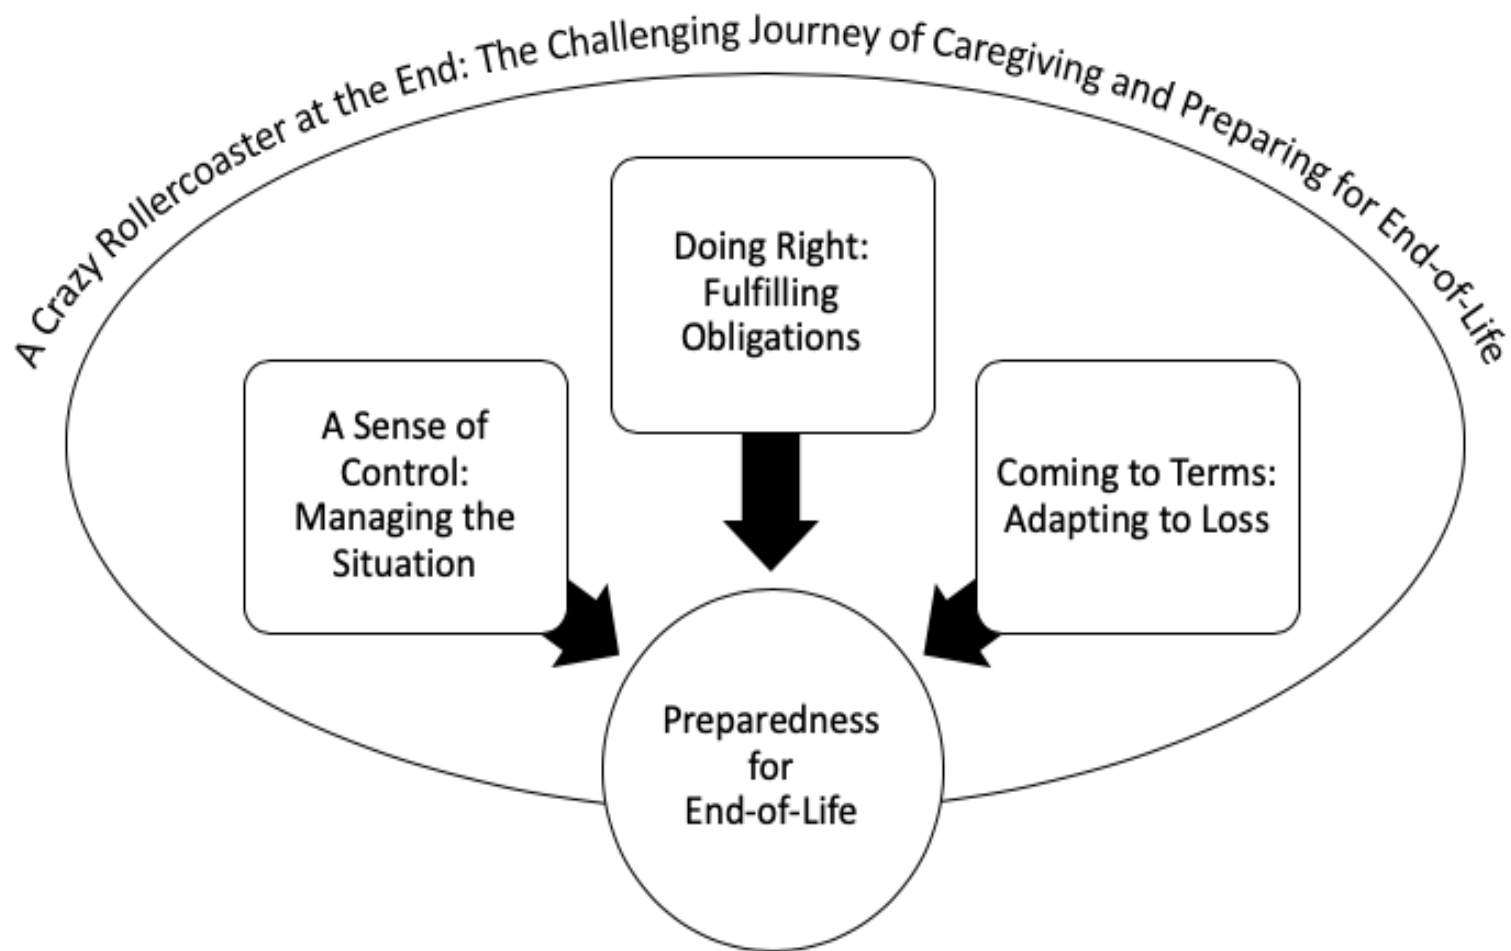 A Crazy Rollercoaster at the End: The Challenging Journey of Caregiving and Preparing for End-of-Life
Doing Right:
Fulfilling
Obligations
A Sense of
Control:
Managing the
Situation
Coming to Terms:
Adapting to Loss
Preparedness
for
End-of-Life